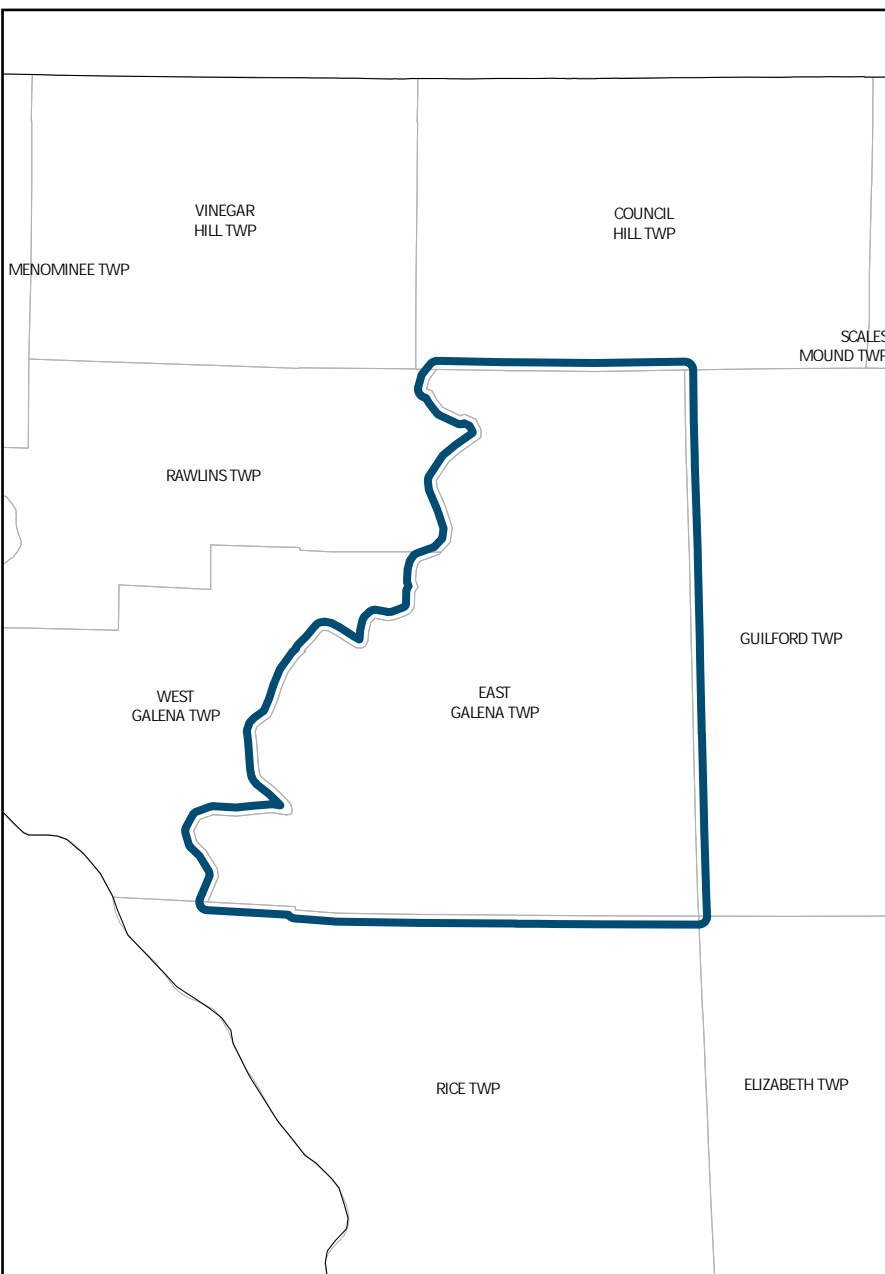 VINEGAR
HILL TWP
COUNCIL
HILL TWP
MENOMINEE TWP
SCALES
MOUND TWP
RAWLINS TWP
GUILFORD TWP
WEST
GALENA TWP
EAST
GALENA TWP
RICE TWP
ELIZABETH TWP